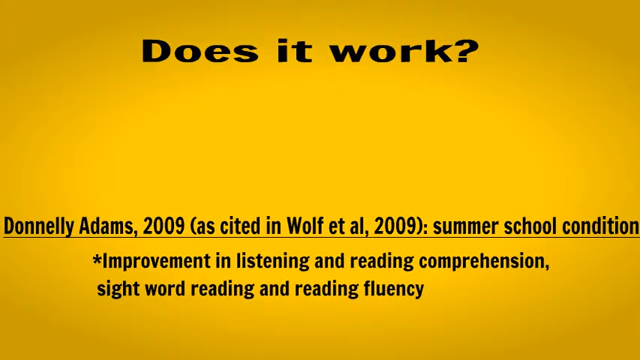 Does it work?
Donnelly Adams, 2009 (as cited in Wolf et al, 2009): summer school condition
*Improvement in listening and reading comprehension,
sight word reading and reading fluency